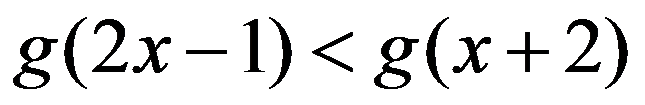 g(2x−1) < g(x+2)